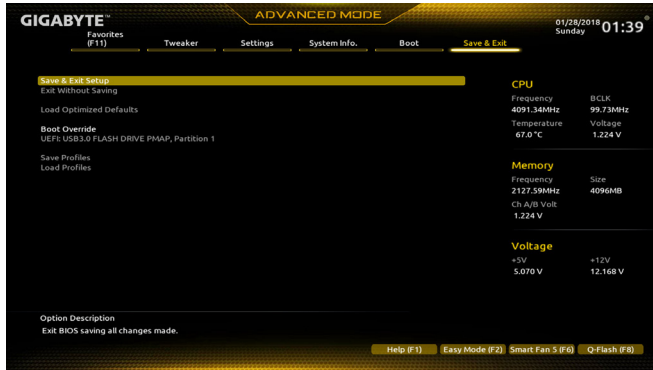 GIGABYTE™
ADVANCED MODE
01/28/2018
Sunday
01:39
Favorites
(F11)
Tweaker
Settings
System Info.
Boot
Save & Exit
Save & Exit Setup
Exit Without Saving
Load Optimized Defaults
Boot Override
UEFI: USB3.0 FLASH DRIVE PMAP, Partition 1
Save Profiles
Load Profiles
CPU
Frequency BCLK
4091.34MHz 99.73MHz
Temperature Voltage
67.0 °C 1.224 V
Memory
Frequency Size
2127.59MHz 4096MB
Ch A/B Volt
1.224 V
Voltage
+5V +12V
5.070 V 12.168 V
Option Description
Exit BIOS saving all changes made.
Help (F1) Easy Mode (F2) Smart Fan 5 (F6) Q-Flash (F8)